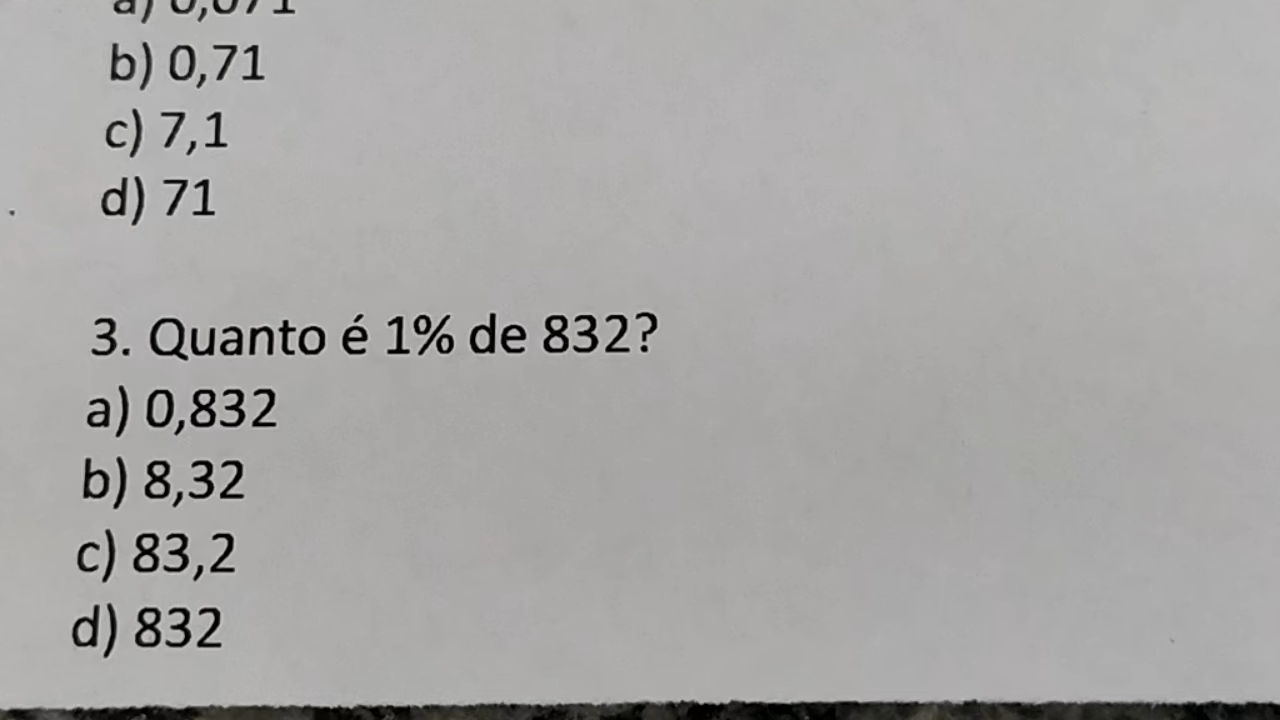 b) 0,71
c) 7,1
d) 71
3. Quanto é 1% de 832?
a) 0,832
b) 8,32
c) 83,2
d) 832